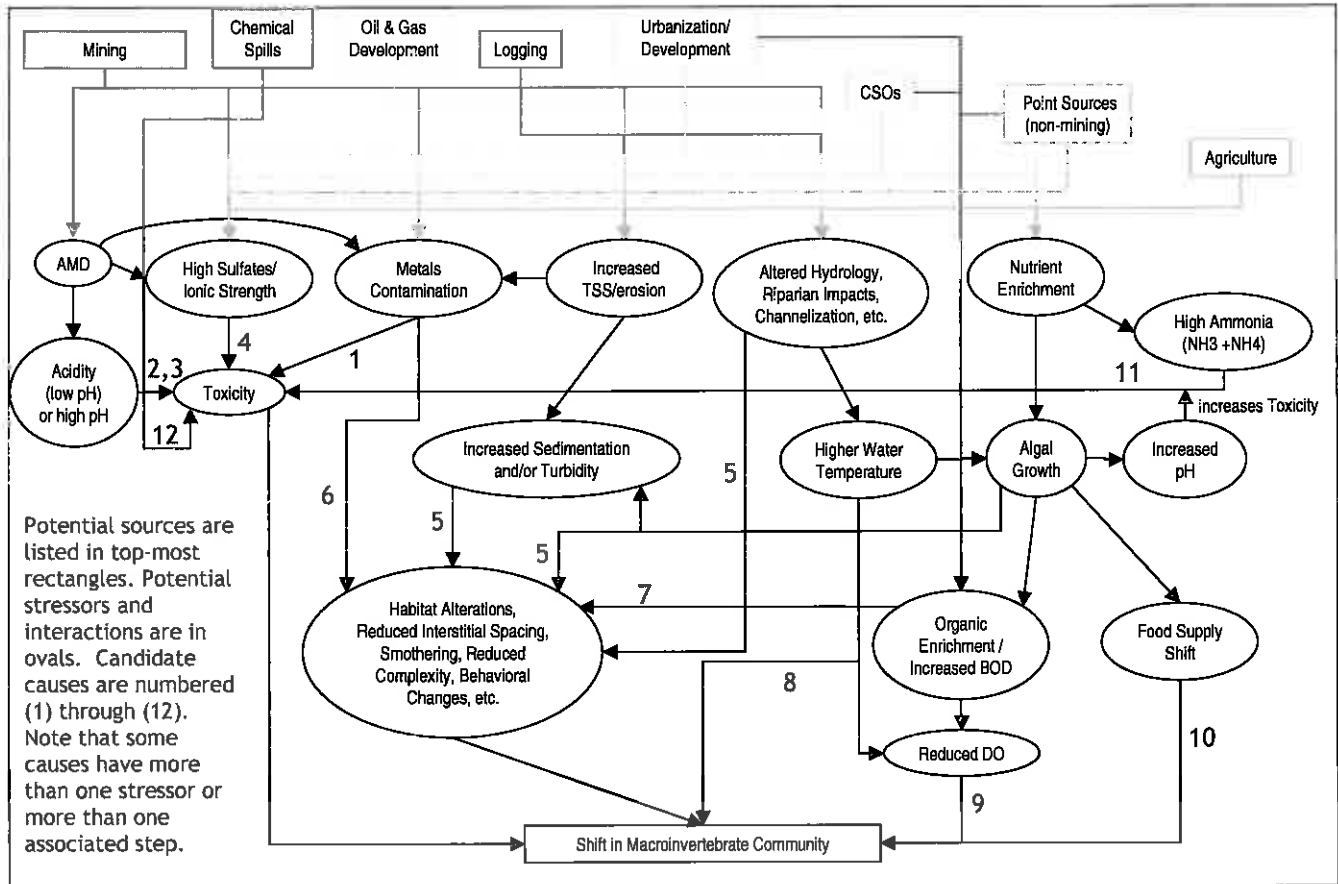 Mining
Chemical
Spills
Oil & Gas
Development
Logging
Urbanization/
Development
CSOs
Point Sources
(non-mining)
Agriculture
AMD
High Sulfates/
Ionic Strength
Metals
Contamination
Increased
TSS/erosion
Altered Hydrology,
Riparian Impacts,
Channelization, etc.
Nutrient
Enrichment
High Ammonia
(NH3 +NH4)
Acidity
(low pH)
or high pH
2,3
4
1
Toxicity
12
11
increases Toxicity
Increased Sedimentation
and/or Turbidity
Higher Water
Temperature
Algal
Growth
Increased
pH
6
5
5
5
7
Potential sources are
listed in top-most
rectangles. Potential
stressors and
interactions are in
ovals. Candidate
causes are numbered
(1) through (12).
Note that some
causes have more
than one stressor or
more than one
associated step.
Habitat Alterations,
Reduced Interstitial Spacing,
Smothering, Reduced
Complexity, Behavioral
Changes, etc.
Organic
Enrichment /
Increased BOD
Food Supply
Shift
8
Reduced DO
10
9
Shift in Macroinvertebrate Community